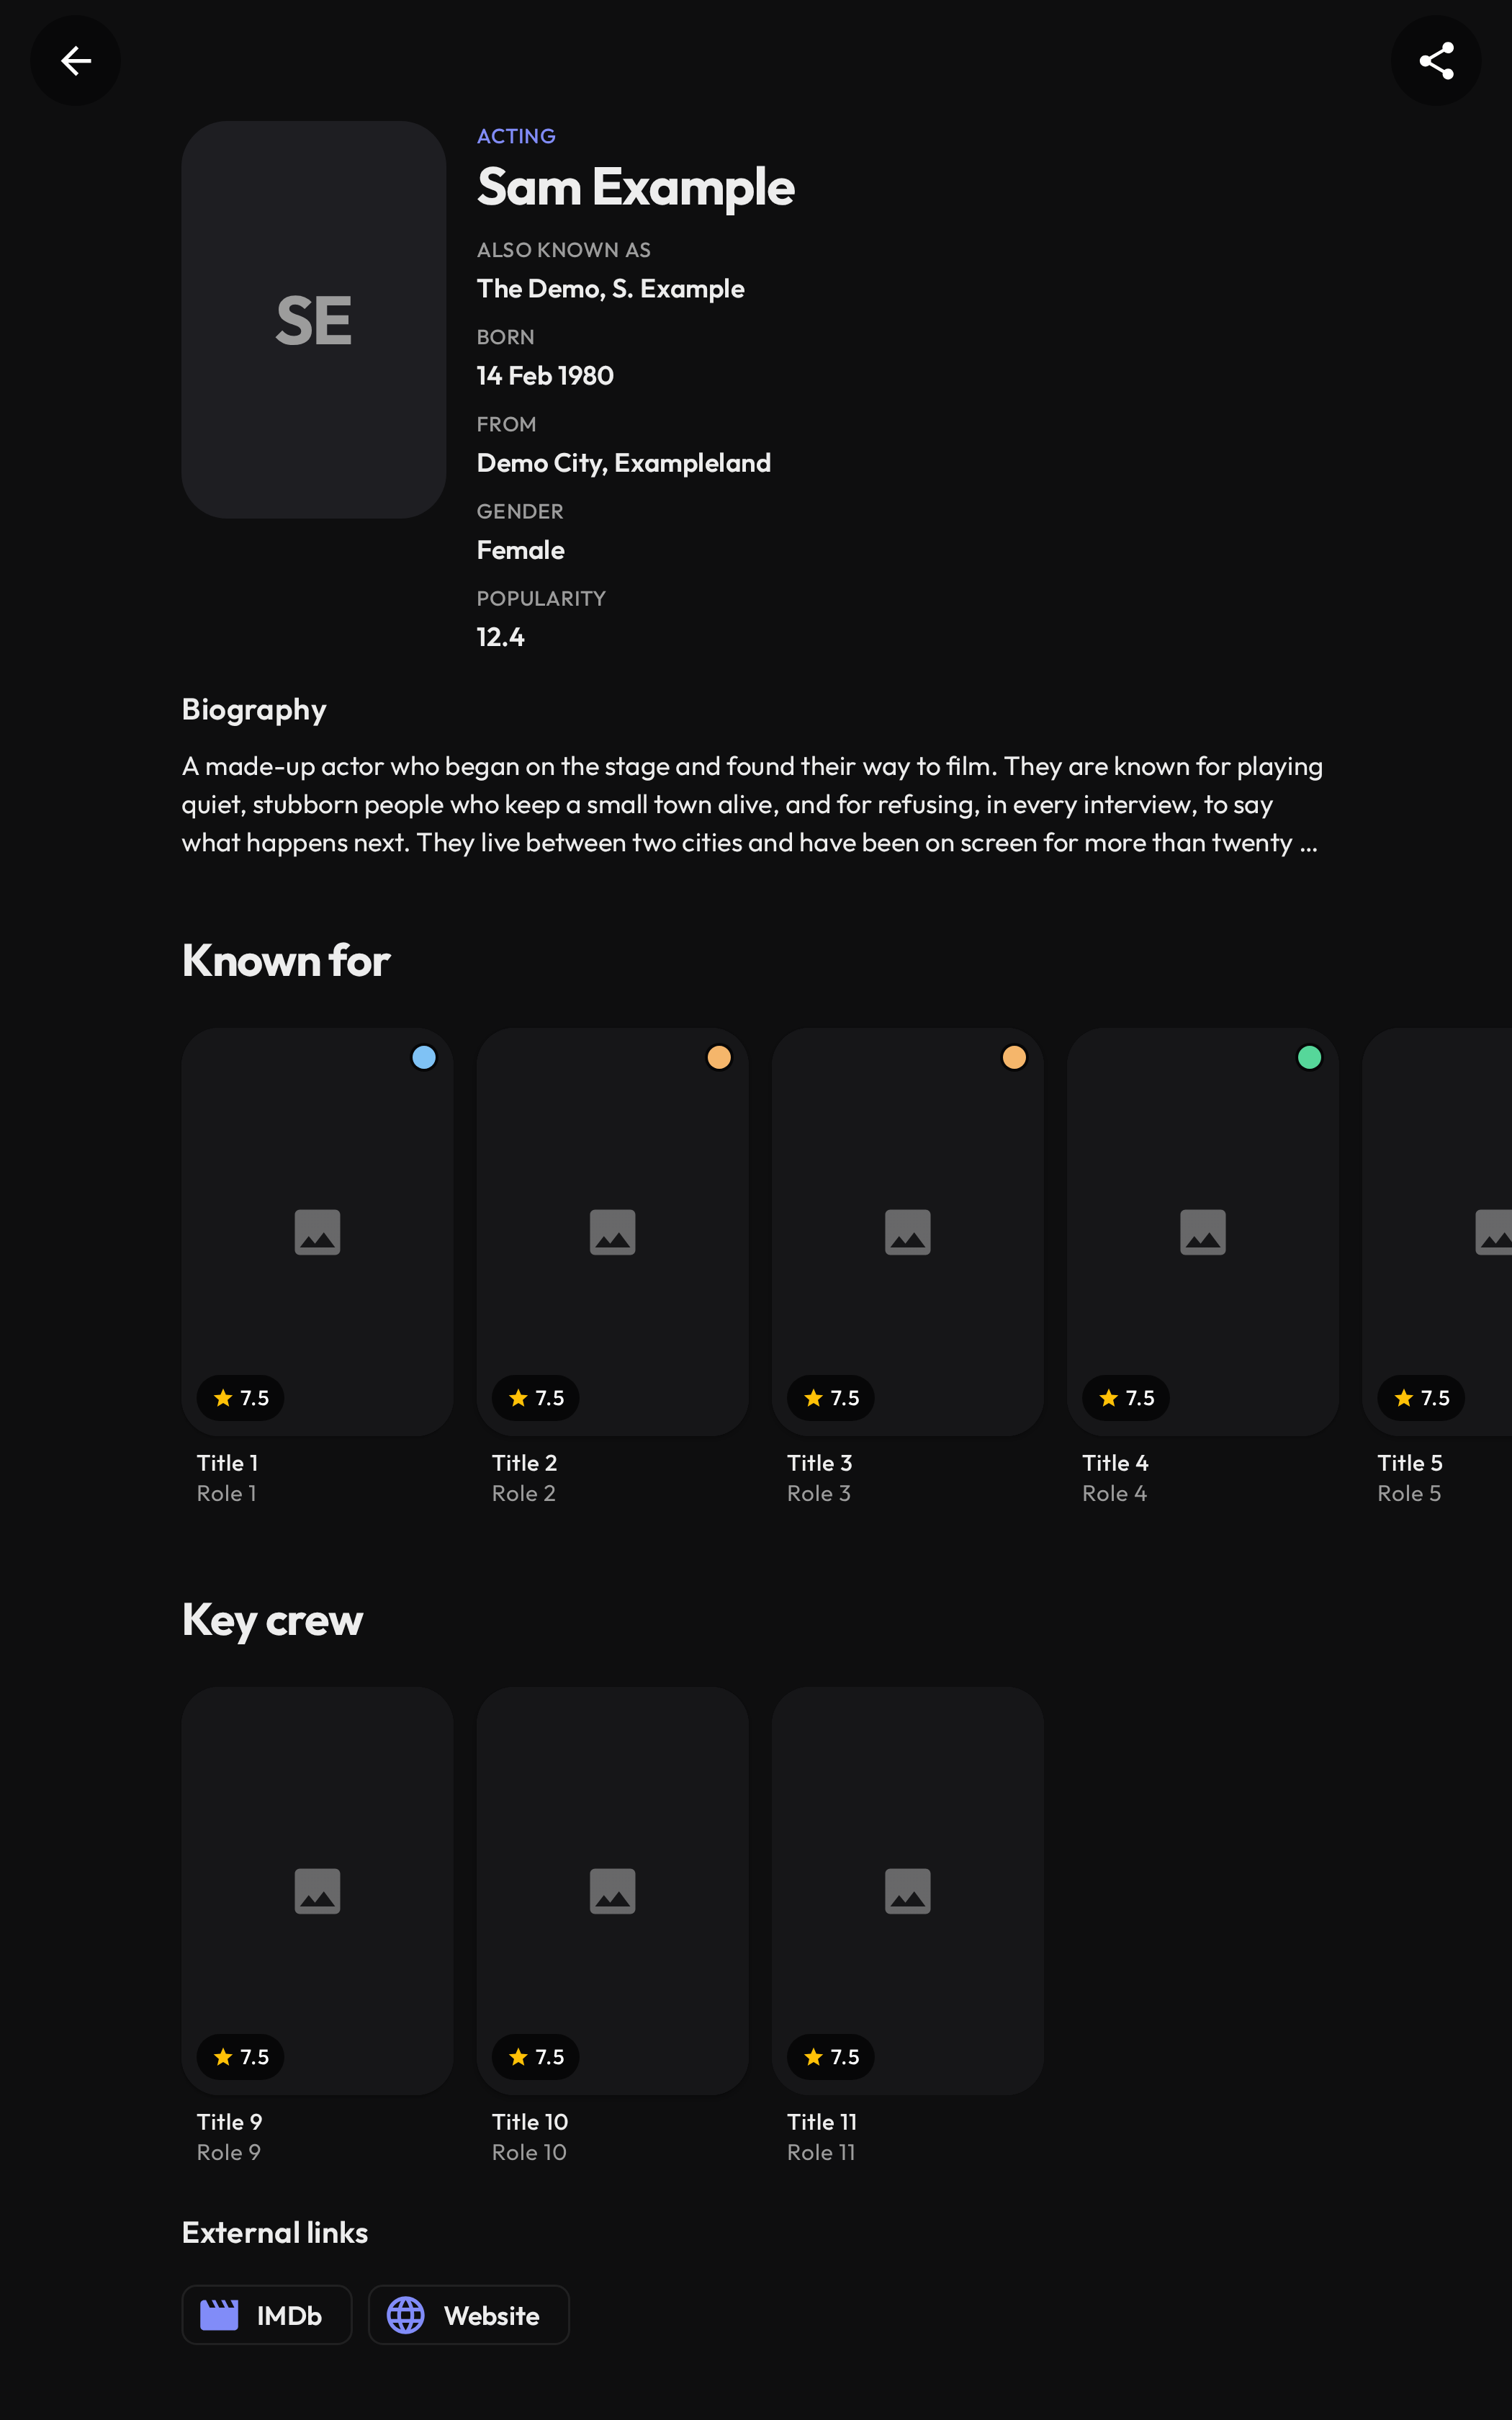 ACTING
Sam Example
SE
ALSO KNOWN AS
The Demo, S. Example
BORN
14 Feb 1980
FROM
Demo City, Exampleland
GENDER
Female
POPULARITY
12.4
Biography
A made-up actor who began on the stage and found their way to film. They are known for playing
quiet, stubborn people who keep a small town alive, and for refusing, in every interview, to say
what happens next. They live between two cities and have been on screen for more than twenty ...
Known for
7.5 7.5 7.5 7.5 7.5
Title 1 Title 2 Title 3 Title 4 Title 5
Role 1 Role 2 Role 3 Role 4 Role 5
Key crew
7.5 7.5 7.5
Title 9 Title 10 Title 11
Role 9 Role 10 Role 11
External links
IMDb Website